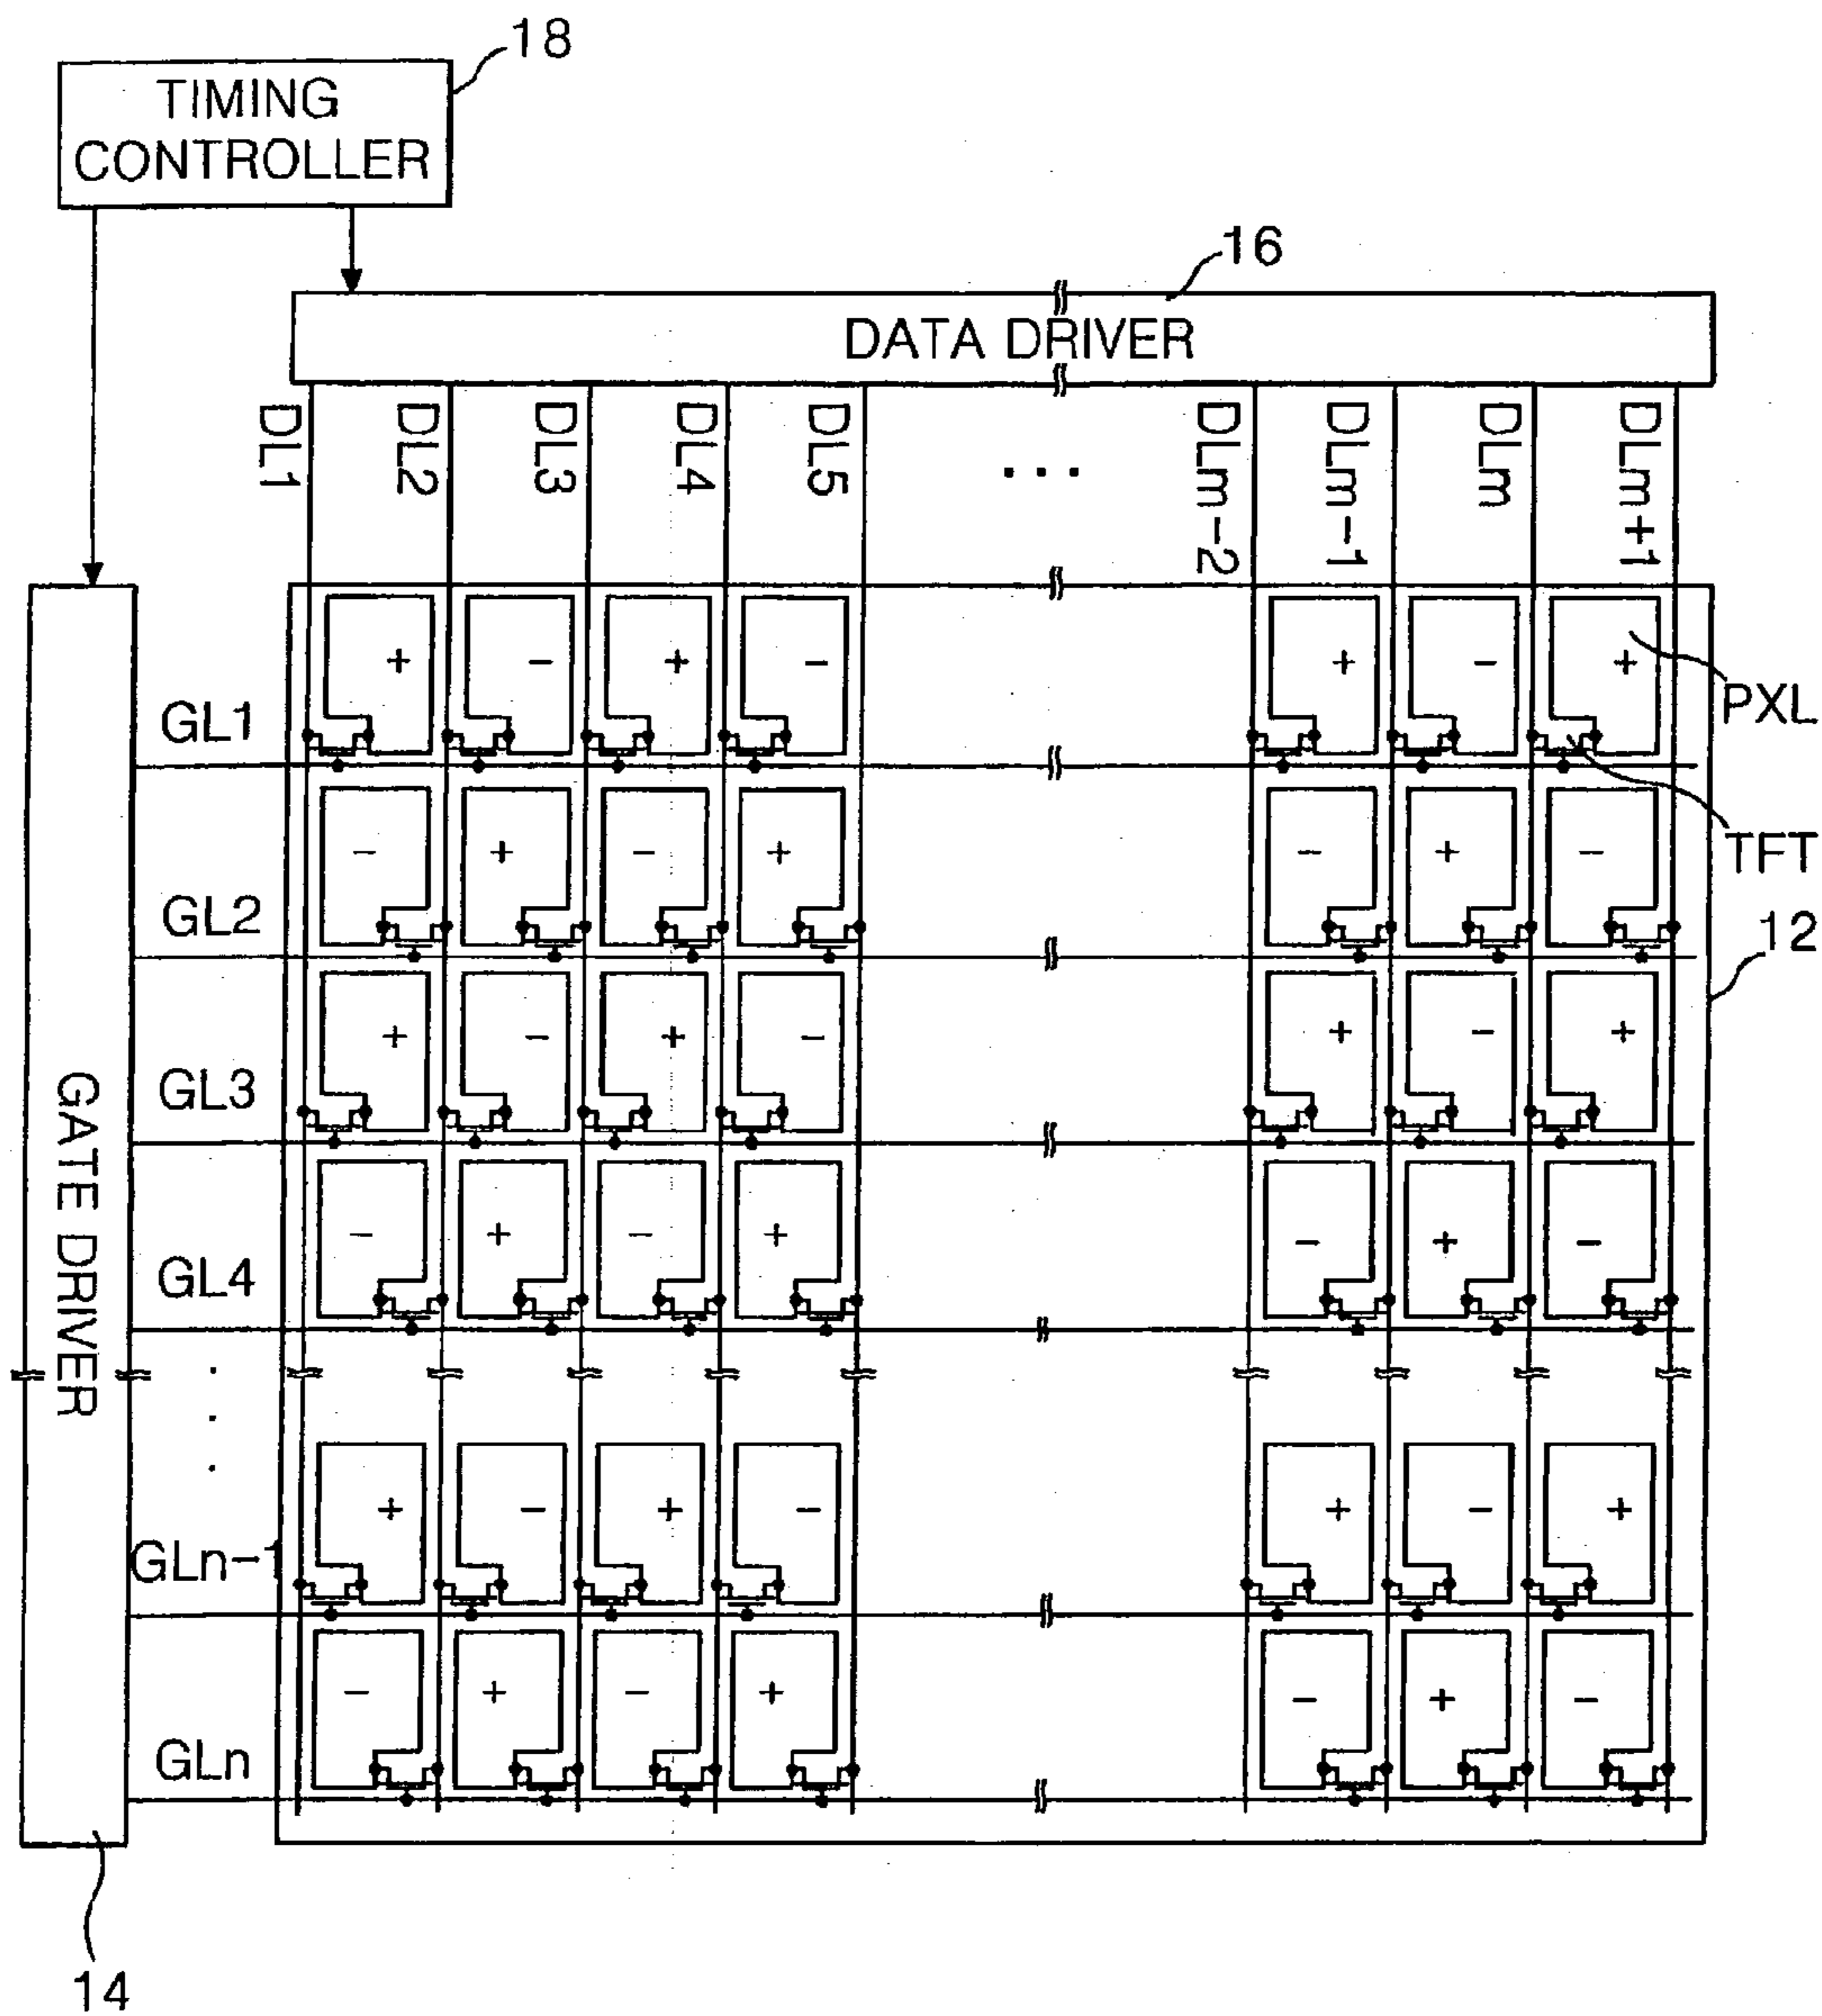 18
TIMING
CONTROLLER
16
DATA DRIVER
DL1
DL2
DL3
DL4
DL5
...
DLm-2
DLm-1
DLm
DLm+1
+ - + - + - +
PXL
GL1
- + - + - + -
TFT
GL2
12
+ - + - + - +
GL3
GATE DRIVER
- + - + - + -
GL4
+ - + - + - +
GLn-1
- + - + - + -
GLn
14